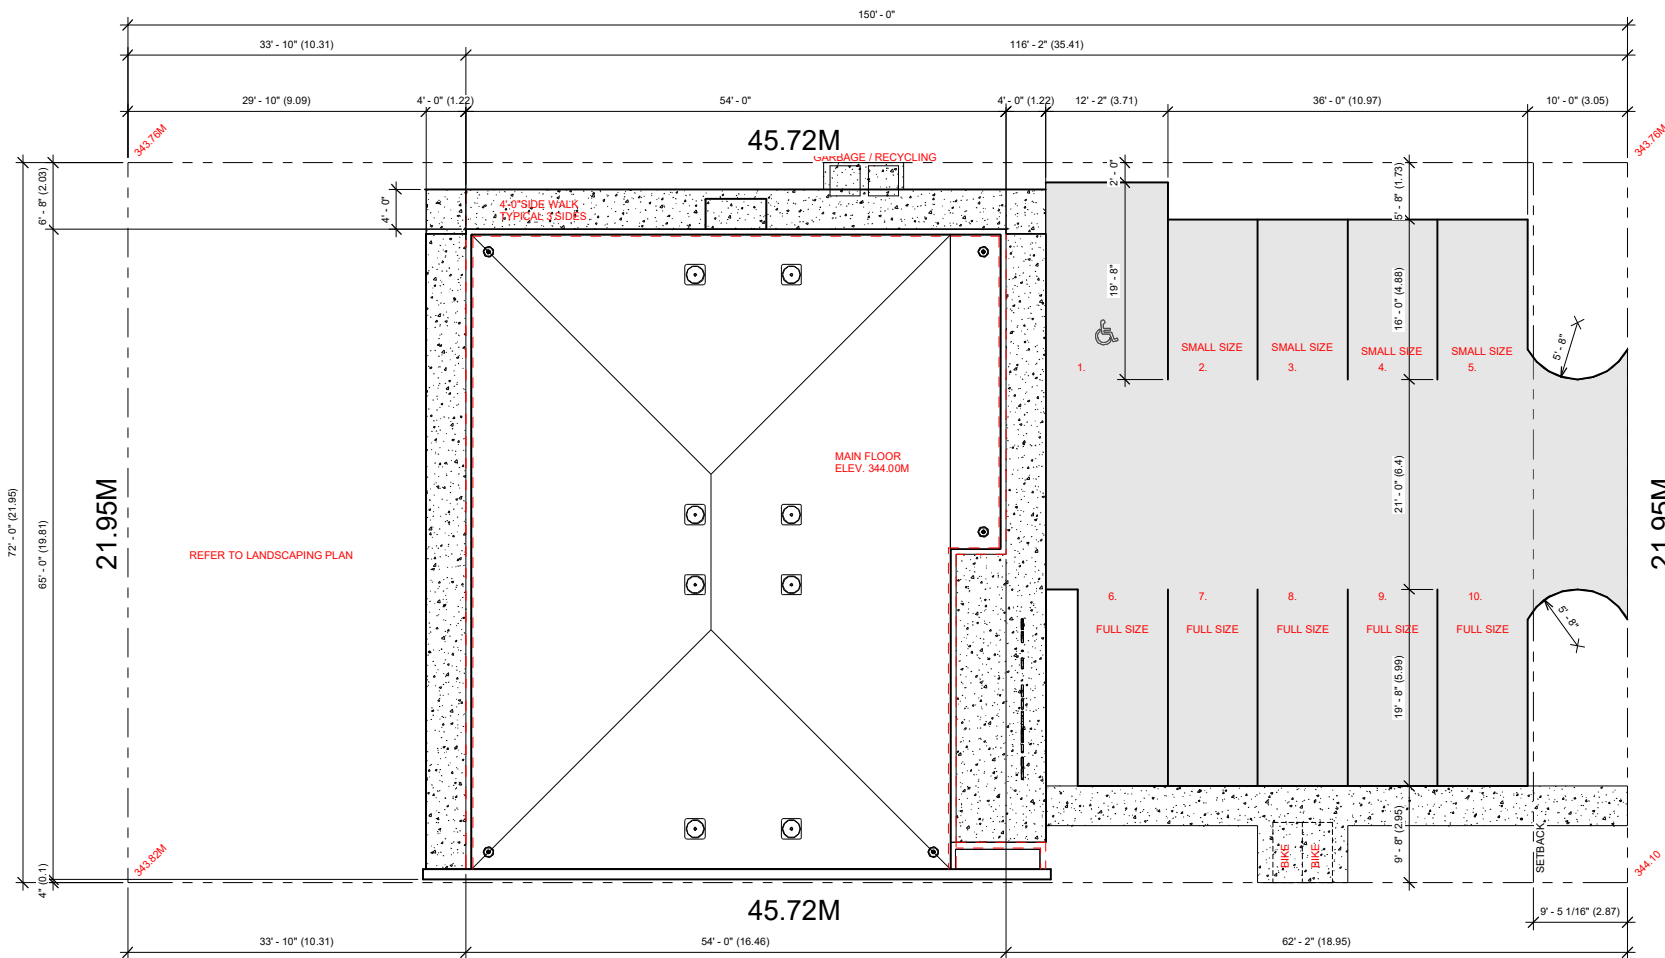 150' - 0"
33' - 10" (10.31)
116' - 2" (35.41)
29' - 10" (9.09)
4' - 0" (1.22)
54' - 0"
4' - 0" (1.22)
12' - 2" (3.71)
36' - 0" (10.97)
10' - 0" (3.05)
45.72M
343.76M
343.76M
GARBAGE / RECYCLING
6' - 8" (2.03)
4' - 0"
4'-0" SIDE WALK
TYPICAL 3 SIDES
2' - 0"
5' - 8" (1.73)
19' - 8"
16' - 0" (4.88)
5' - 8"
SMALL SIZE
SMALL SIZE
SMALL SIZE
SMALL SIZE
1.
2.
3.
4.
5.
MAIN FLOOR
ELEV. 344.00M
21' - 0" (6.4)
72' - 0" (21.95)
65' - 0" (19.81)
21.95M
21.95M
REFER TO LANDSCAPING PLAN
6.
7.
8.
9.
10.
FULL SIZE
FULL SIZE
FULL SIZE
FULL SIZE
FULL SIZE
5' - 8"
19' - 8" (5.99)
9' - 8" (2.95)
BIKE
BIKE
SETBACK
343.82M
344.10
4" (0.1)
45.72M
9' - 5 1/16" (2.87)
33' - 10" (10.31)
54' - 0" (16.46)
62' - 2" (18.95)